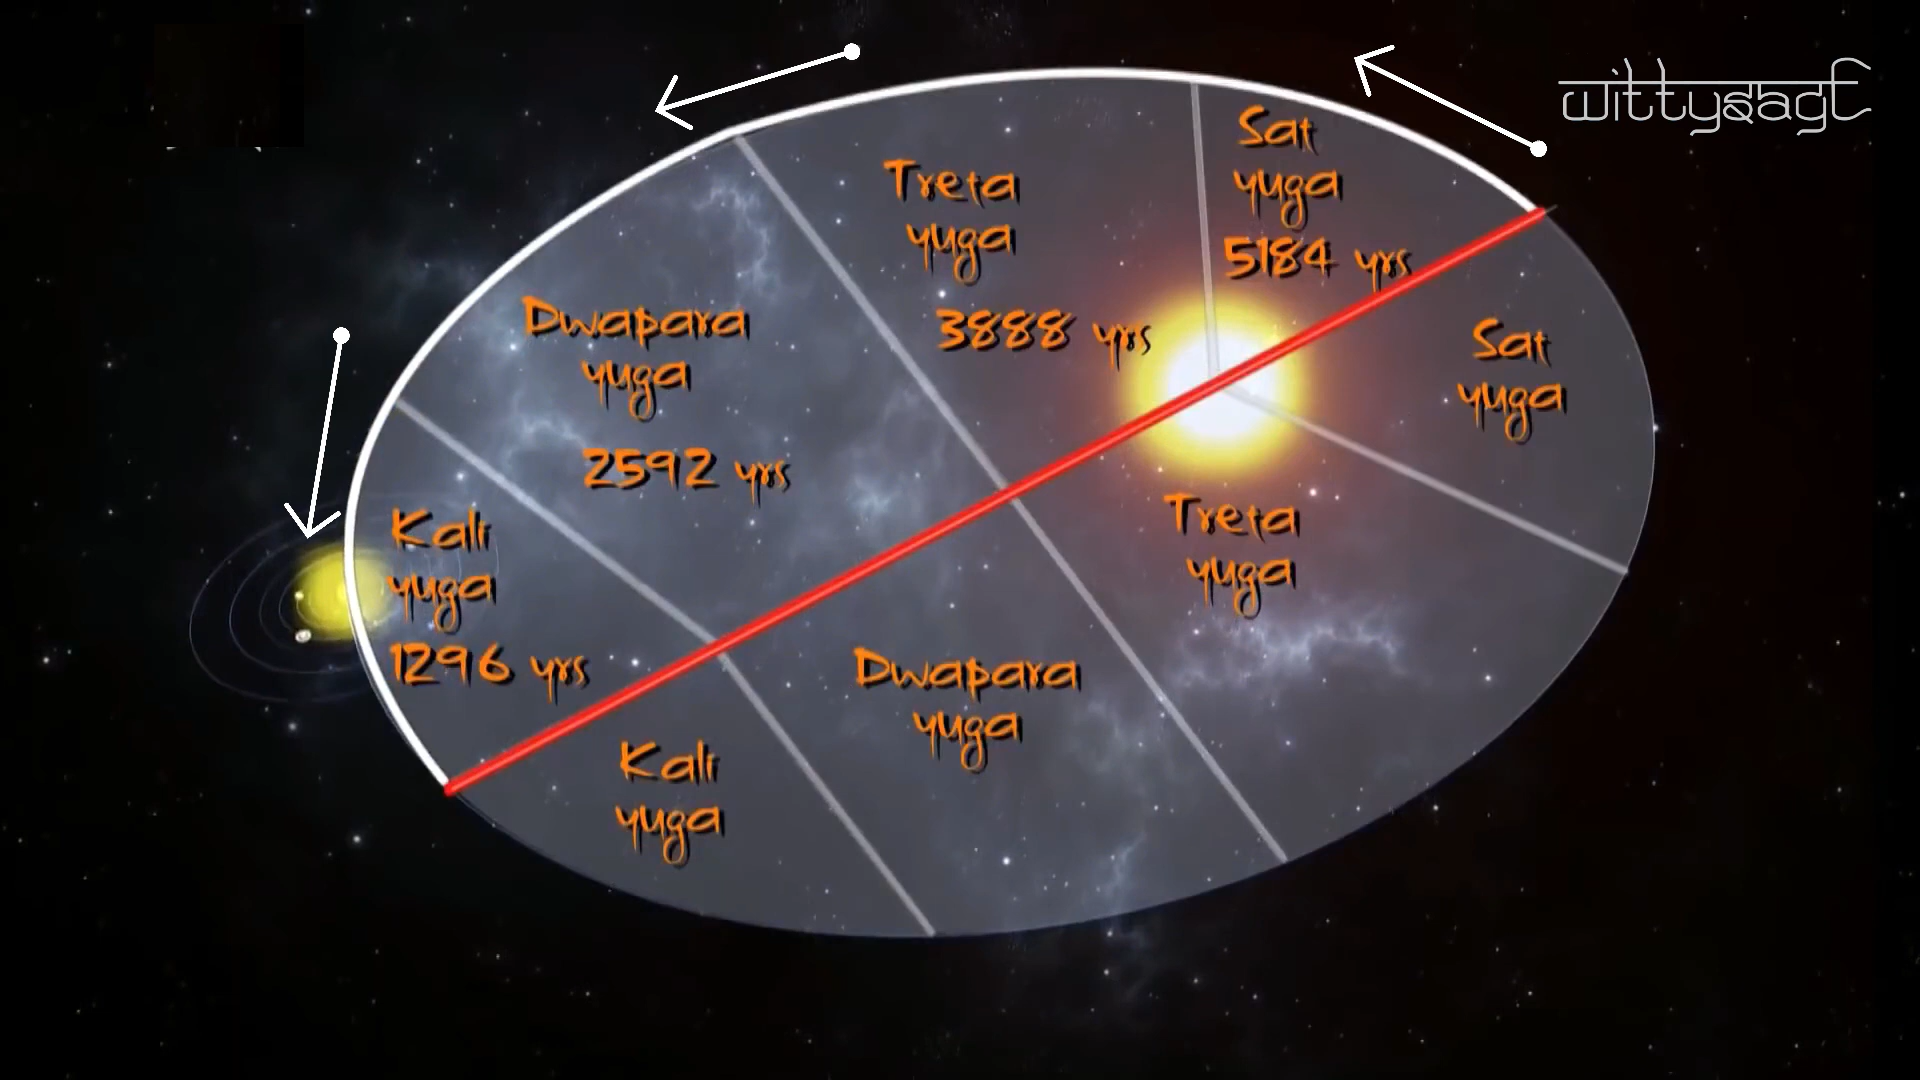 wittysage
Sat
yuga
5184 yrs
Treta
yuga
3888 yrs
Dwapara
yuga
2592 yrs
Kali
yuga
1296 yrs
Sat
yuga
Treta
yuga
Dwapara
yuga
Kali
yuga